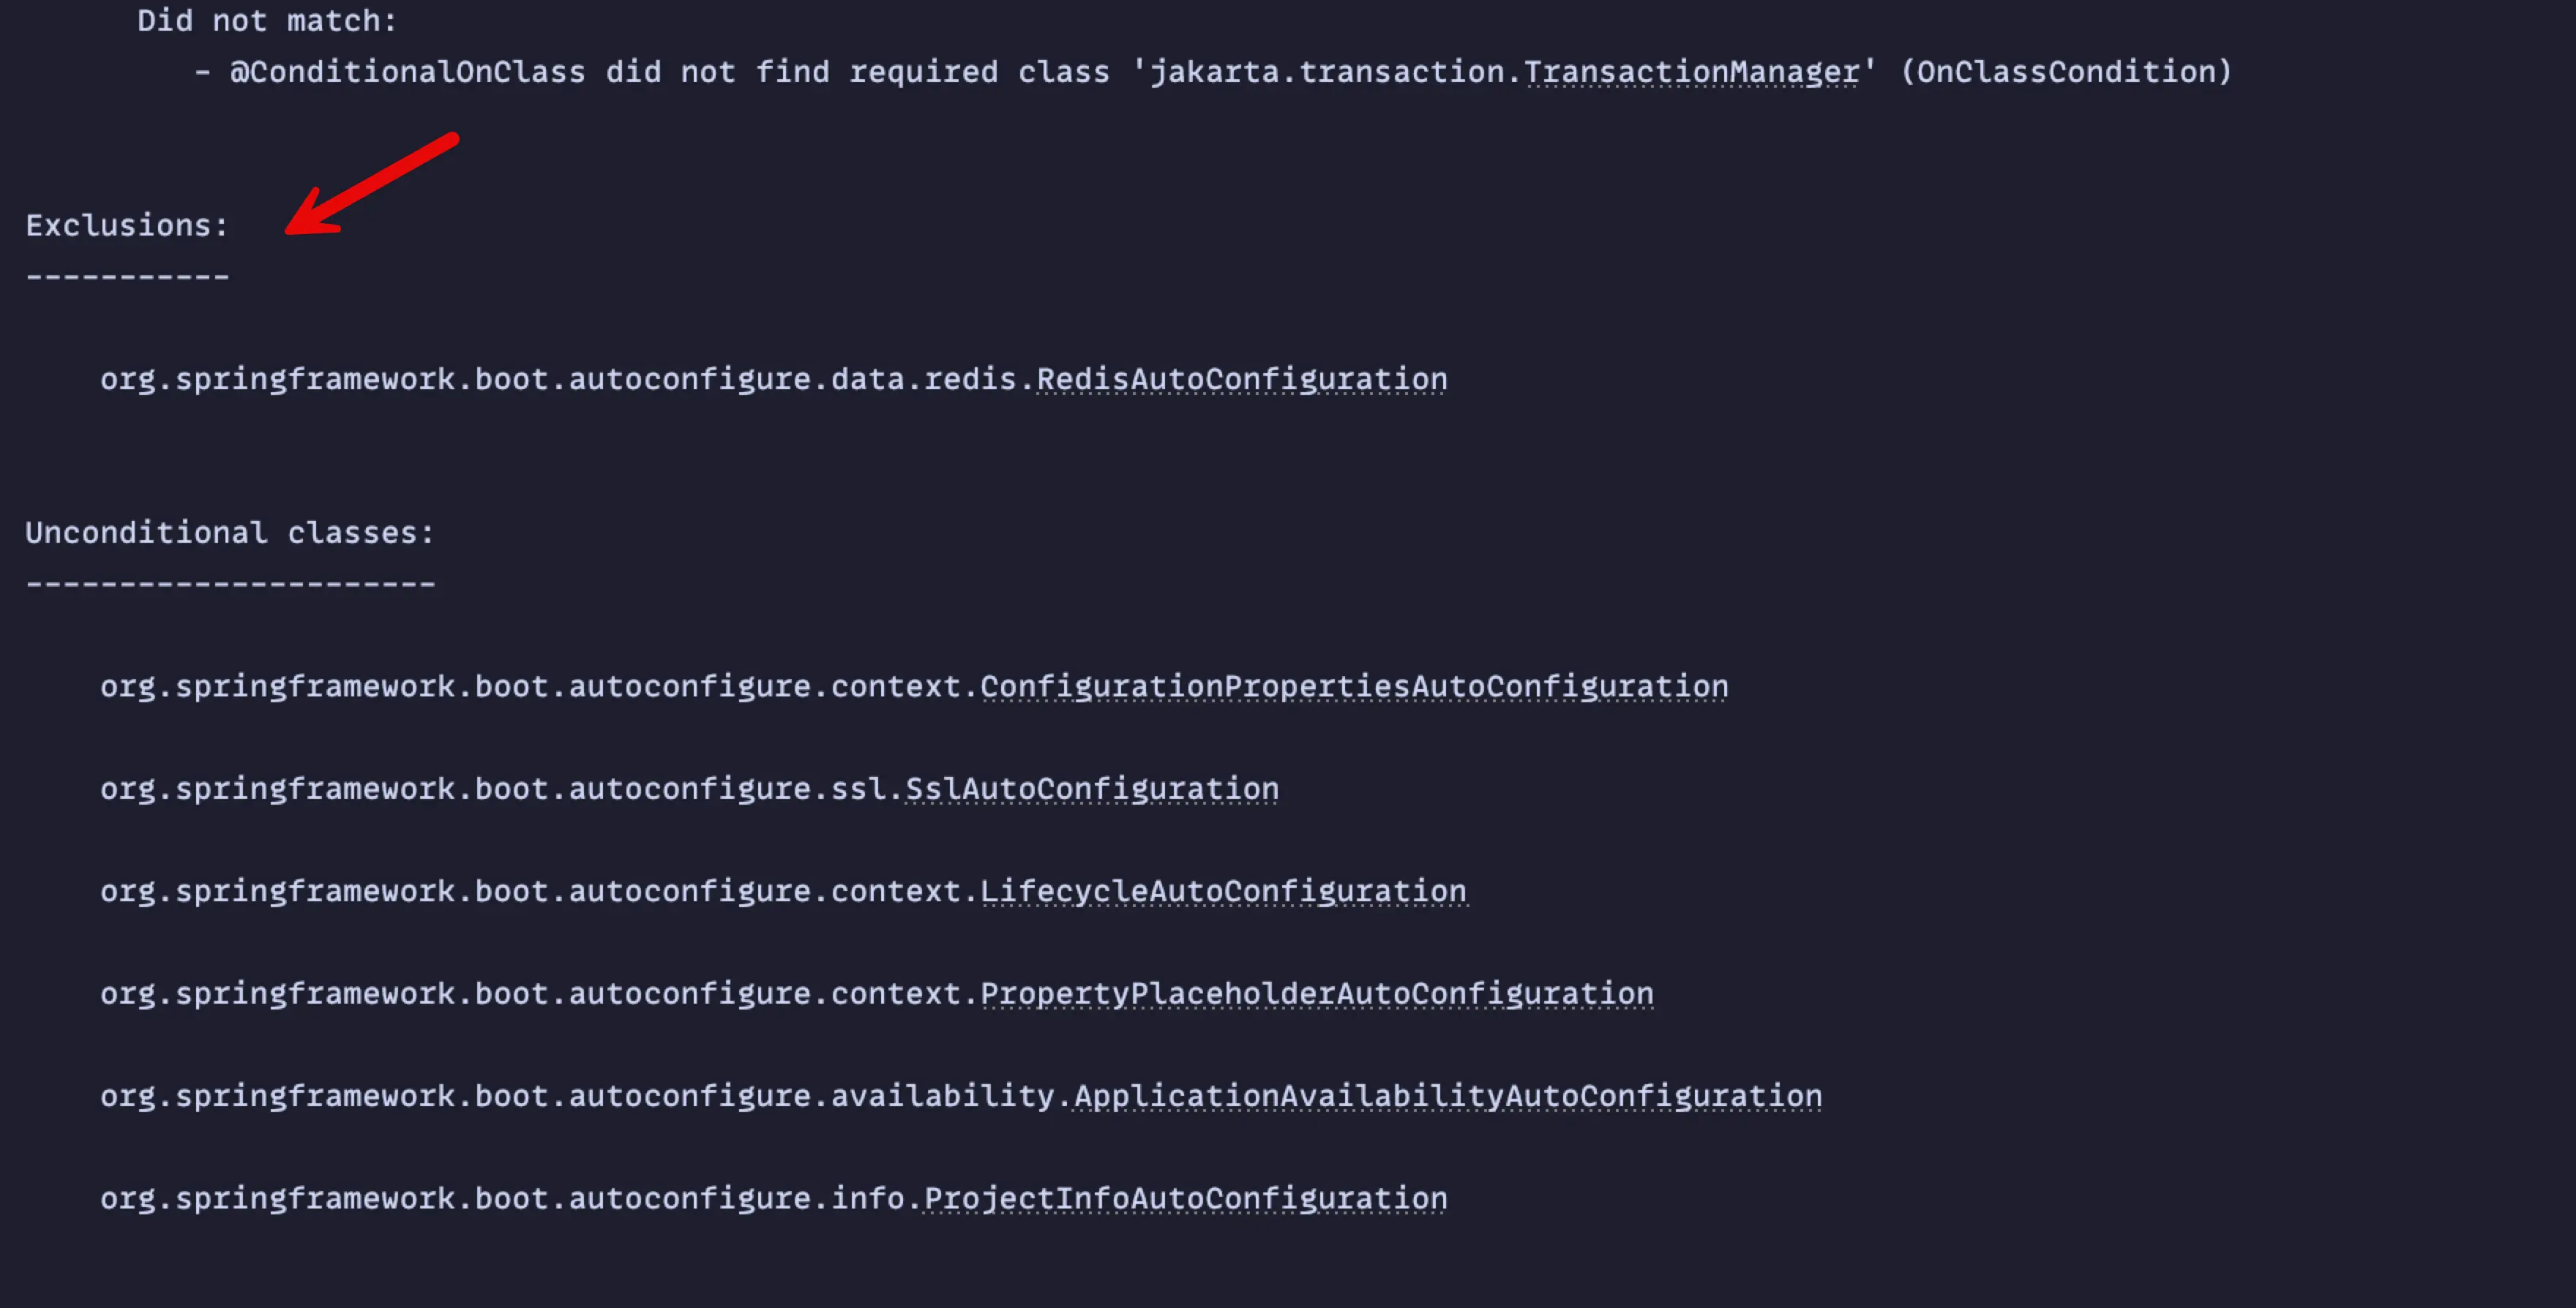 Did not match:
- @ConditionalOnClass did not find required class 'jakarta.transaction.TransactionManager' (OnClassCondition)
Exclusions:
-----------
org.springframework.boot.autoconfigure.data.redis.RedisAutoConfiguration
Unconditional classes:
----------------------
org.springframework.boot.autoconfigure.context.ConfigurationPropertiesAutoConfiguration
org.springframework.boot.autoconfigure.ssl.SslAutoConfiguration
org.springframework.boot.autoconfigure.context.LifecycleAutoConfiguration
org.springframework.boot.autoconfigure.context.PropertyPlaceholderAutoConfiguration
org.springframework.boot.autoconfigure.availability.ApplicationAvailabilityAutoConfiguration
org.springframework.boot.autoconfigure.info.ProjectInfoAutoConfiguration